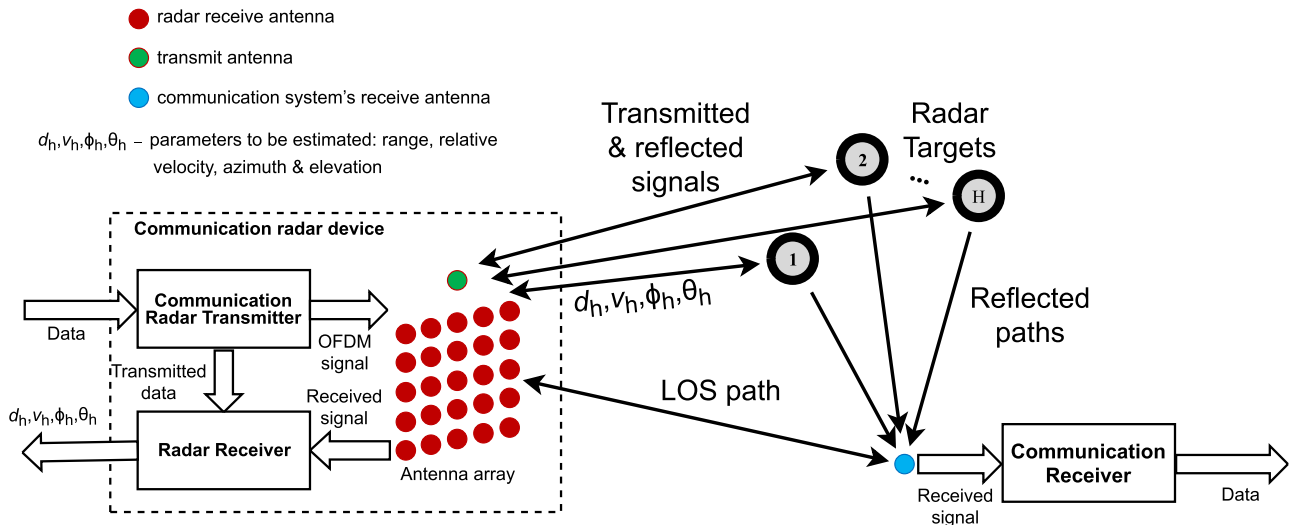 radar receive antenna
transmit antenna
communication system's receive antenna
dh,vh,ϕh,θh – parameters to be estimated: range, relative
velocity, azimuth & elevation
Transmitted
& reflected
signals
Radar
Targets
2
...
H
1
dh,vh,ϕh,θh
Reflected
paths
LOS path
Communication radar device
Communication
Radar Transmitter
Data
OFDM
signal
Transmitted
data
Received
signal
dh,vh,ϕh,θh
Radar Receiver
Antenna array
Communication
Receiver
Received
signal
Data